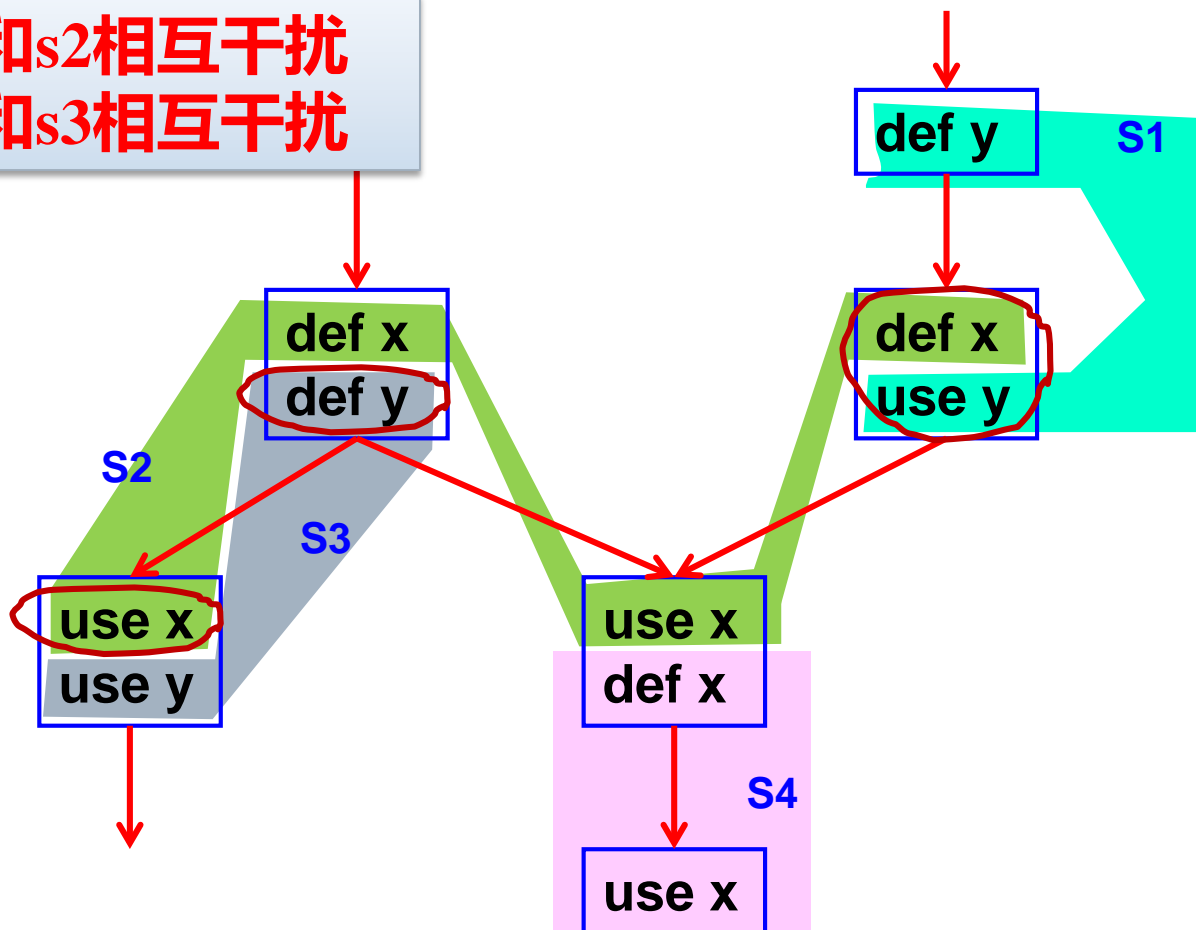 和s2相互干扰
和s3相互干扰
def y
S1
def x
def y
def x
use y
S2
S3
use x
use y
use x
def x
S4
use x